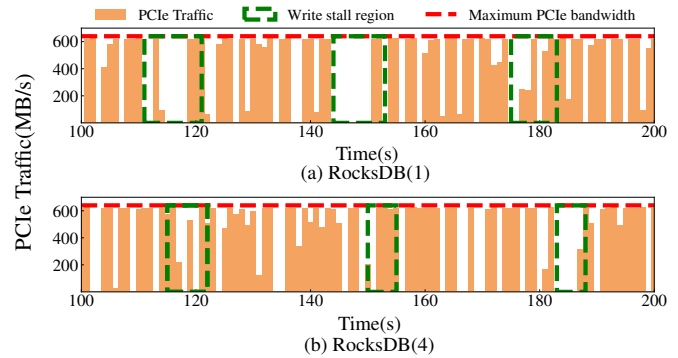 PCIe Traffic Write stall region Maximum PCIe bandwidth
PCIe Traffic(MB/s)
600
400
200
100 120 140 160 180 200
Time(s)
(a) RocksDB(1)
600
400
200
100 120 140 160 180 200
Time(s)
(b) RocksDB(4)